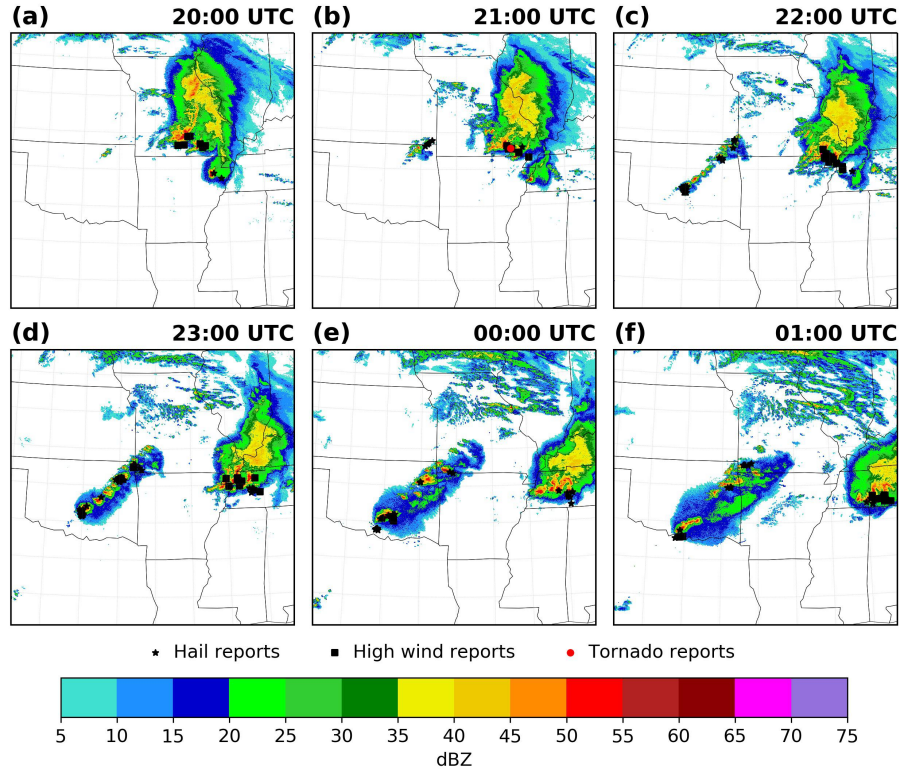 (a) 20:00 UTC
(b) 21:00 UTC
(c) 22:00 UTC
(d) 23:00 UTC
(e) 00:00 UTC
(f) 01:00 UTC
Hail reports
High wind reports
Tornado reports
5 10 15 20 25 30 35 40 45 50 55 60 65 70 75
dBZ